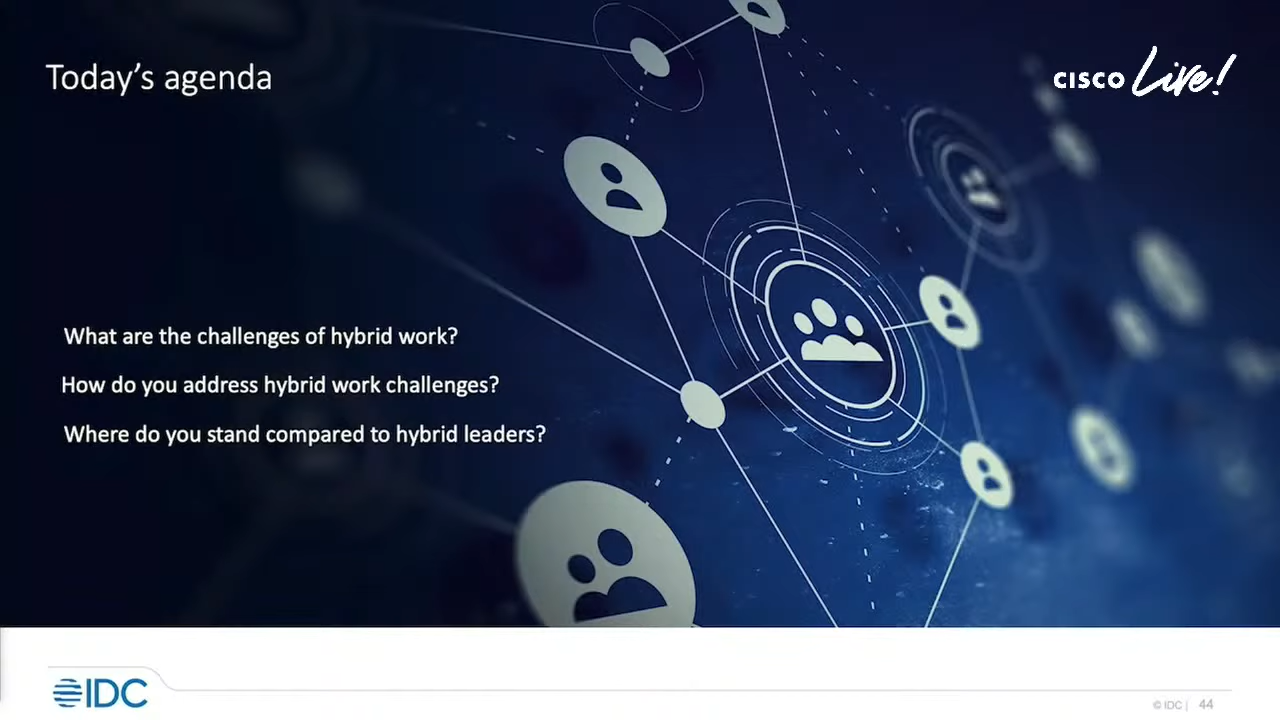 Today's agenda
CISCO Live!
What are the challenges of hybrid work?
How do you address hybrid work challenges?
Where do you stand compared to hybrid leaders?
IDC
© IDC | 44